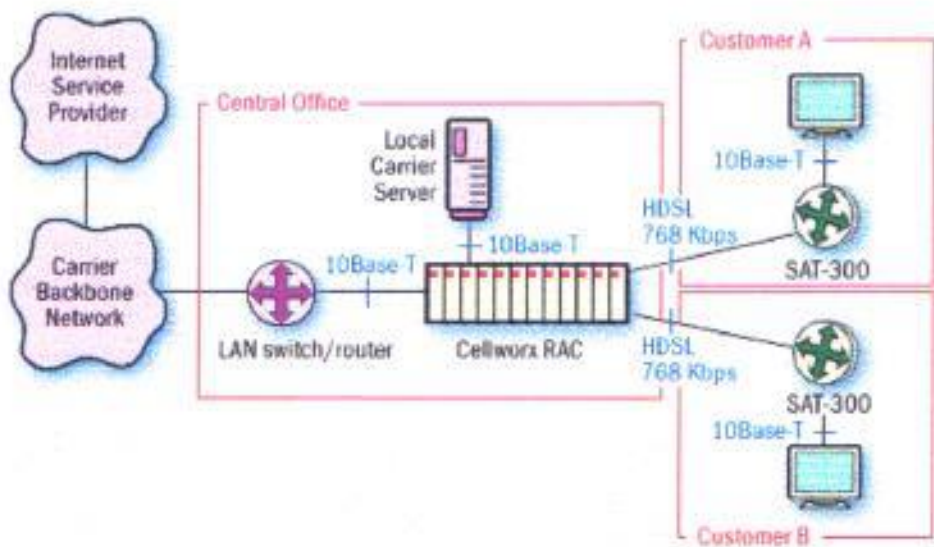 Internet
Service
Provider
Carrier
Backbone
Network
Central Office
Local
Carrier
Server
10Base-T
10Base-T
LAN switch/router
Cellworx RAC
HDSL
768 Kbps
HDSL
768 Kbps
Customer A
10Base-T
SAT-300
SAT-300
10Base-T
Customer B